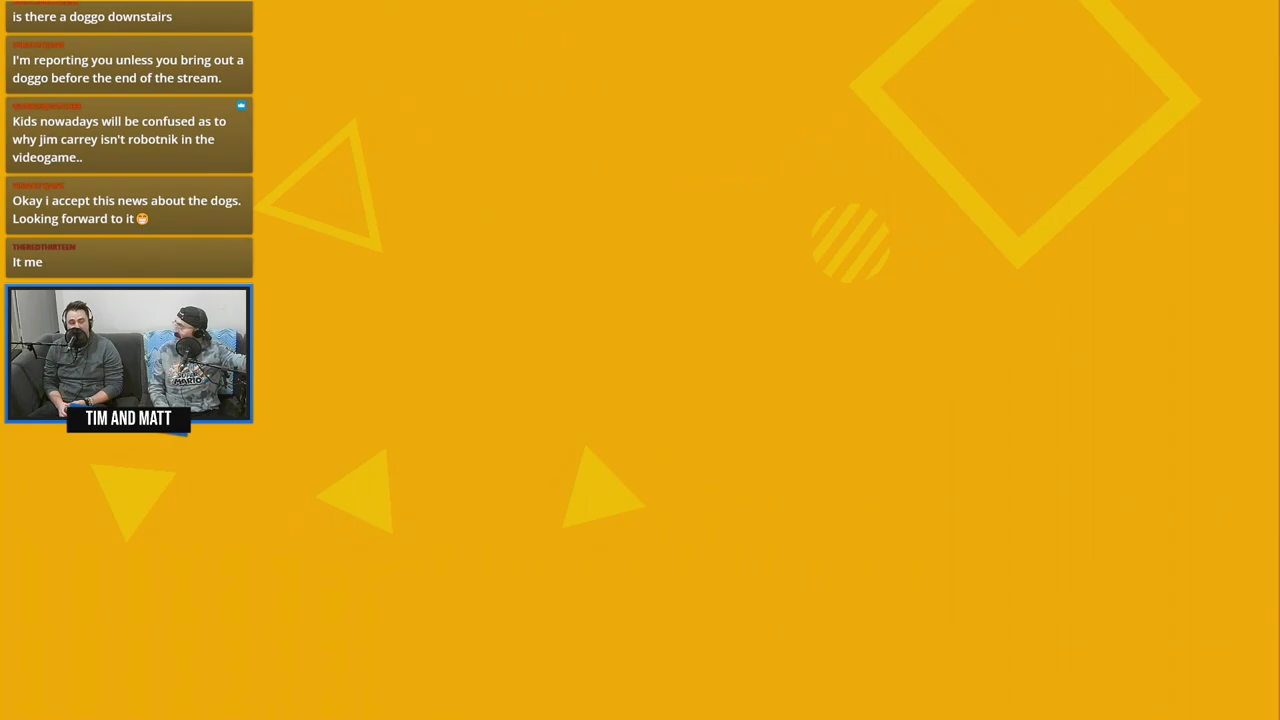 is there a doggo downstairs
I'm reporting you unless you bring out a
doggo before the end of the stream.
Kids nowadays will be confused as to
why jim carrey isn't robotnik in the
videogame..
Okay i accept this news about the dogs.
Looking forward to it😁
THEREDTHIRTEEN
It me
MARIO
TIM AND MATT